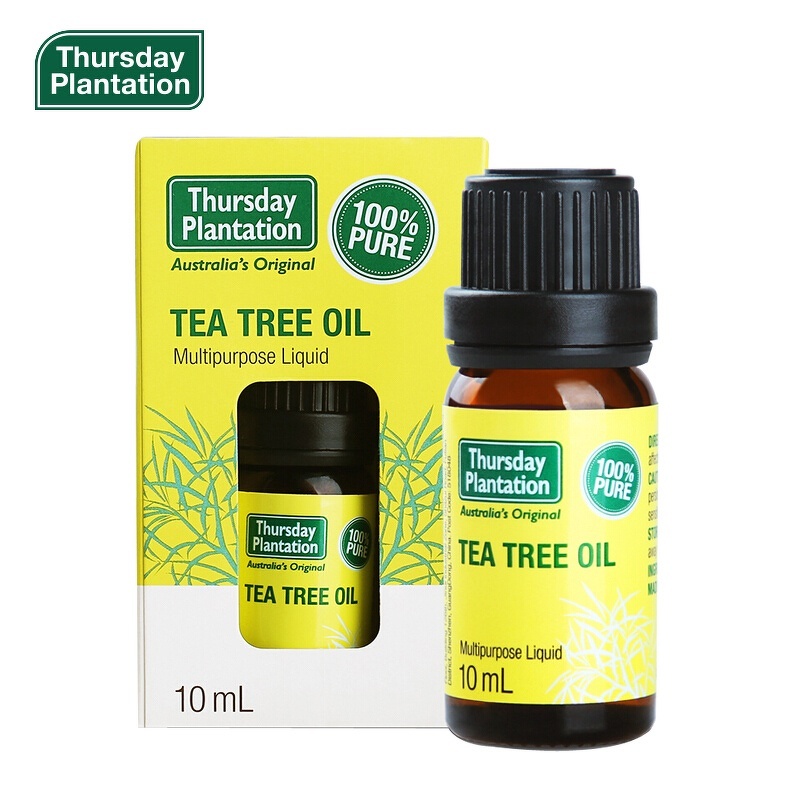 Thursday
Plantation
Thursday
Plantation
Australia's Original
100%
PURE
TEA TREE OIL
Multipurpose Liquid
Thursday
Plantation
Australia's Original
100%
PURE
TEA TREE OIL
10 mL
Thursday
Plantation
Australia's Original
100%
PURE
TEA TREE OIL
Multipurpose Liquid
10 mL